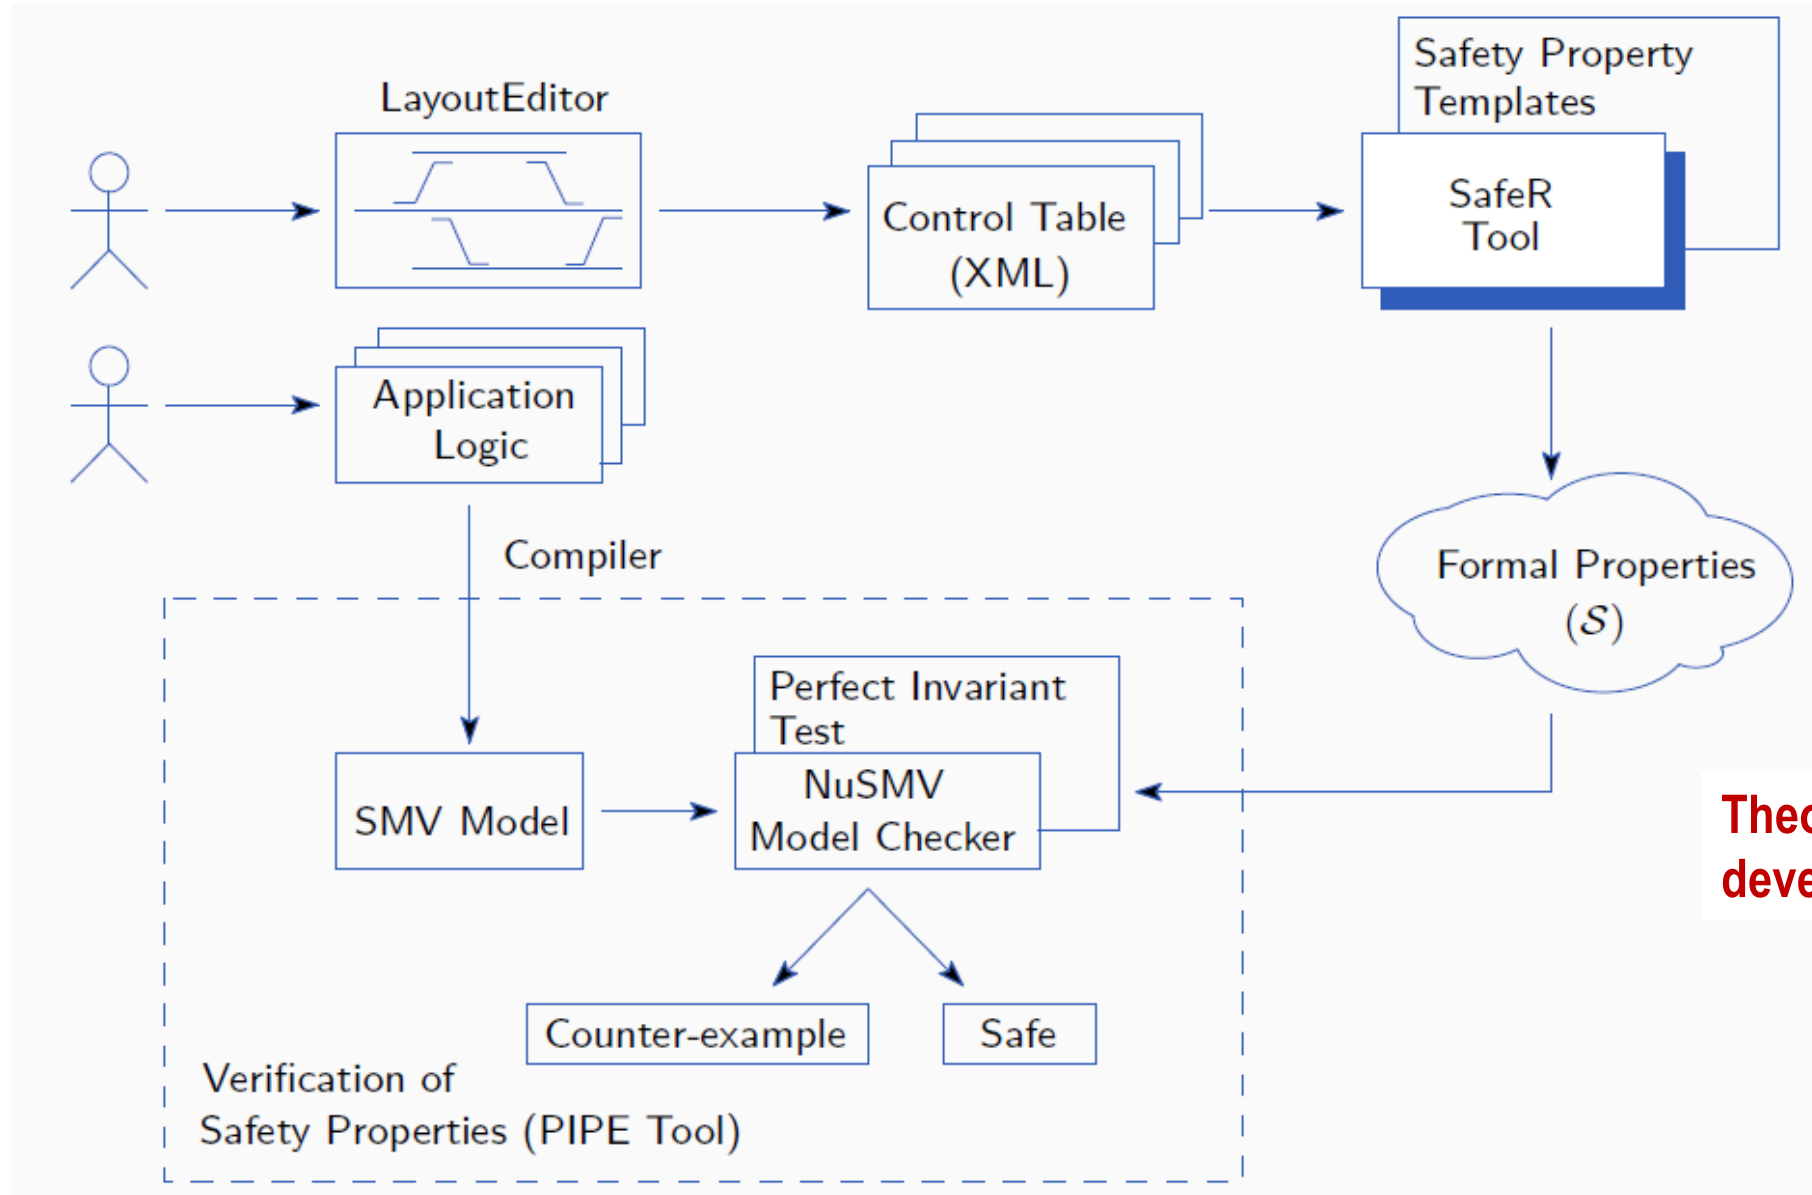 LayoutEditor
Safety Property
Templates
SafeR
Tool
Control Table
(XML)
Application
Logic
Compiler
Formal Properties
(𝒮)
Perfect Invariant
Test
NuSMV
Model Checker
SMV Model
Counter-example
Safe
Verification of
Safety Properties (PIPE Tool)